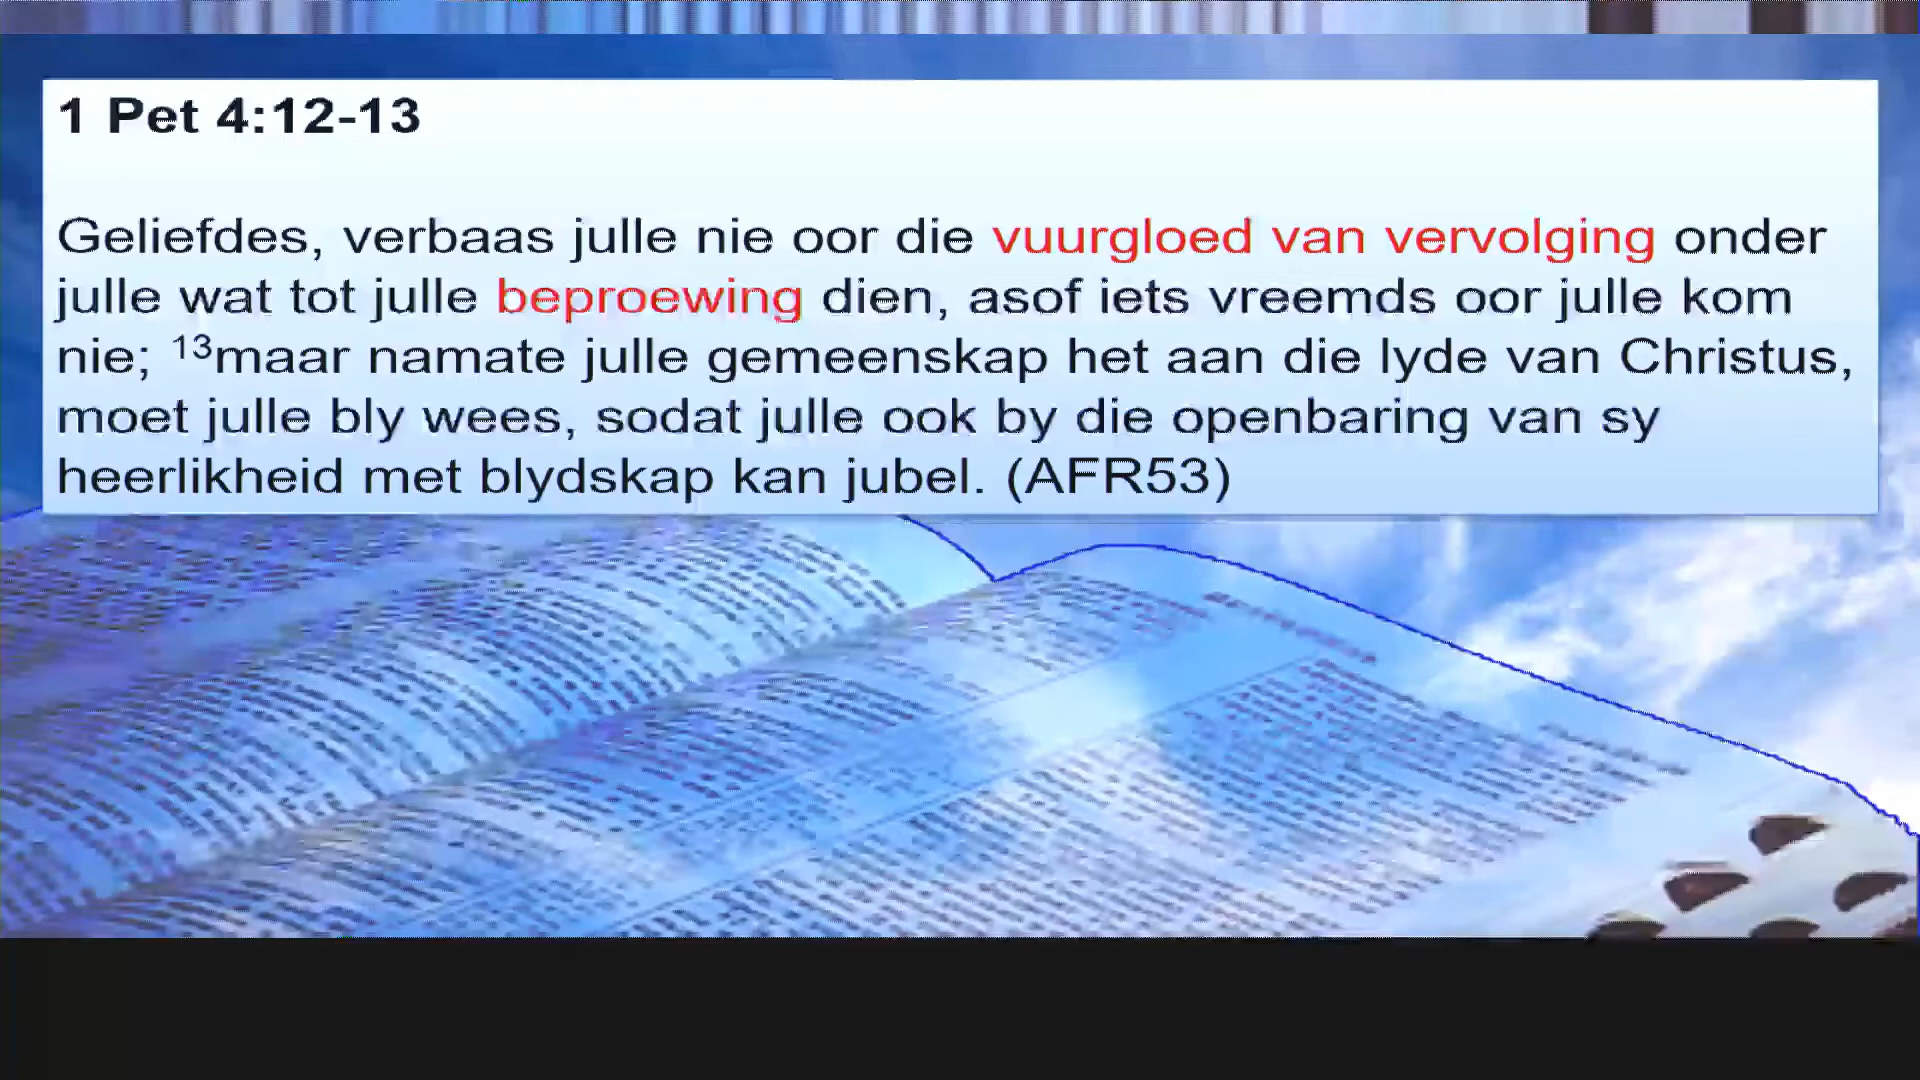 1 Pet 4:12-13
Geliefdes, verbaas julle nie oor die vuurgloed van vervolging onder
julle wat tot julle beproewing dien, asof iets vreemds oor julle kom
nie; ¹³maar namate julle gemeenskap het aan die lyde van Christus,
moet julle bly wees, sodat julle ook by die openbaring van sy
heerlikheid met blydskap kan jubel. (AFR53)